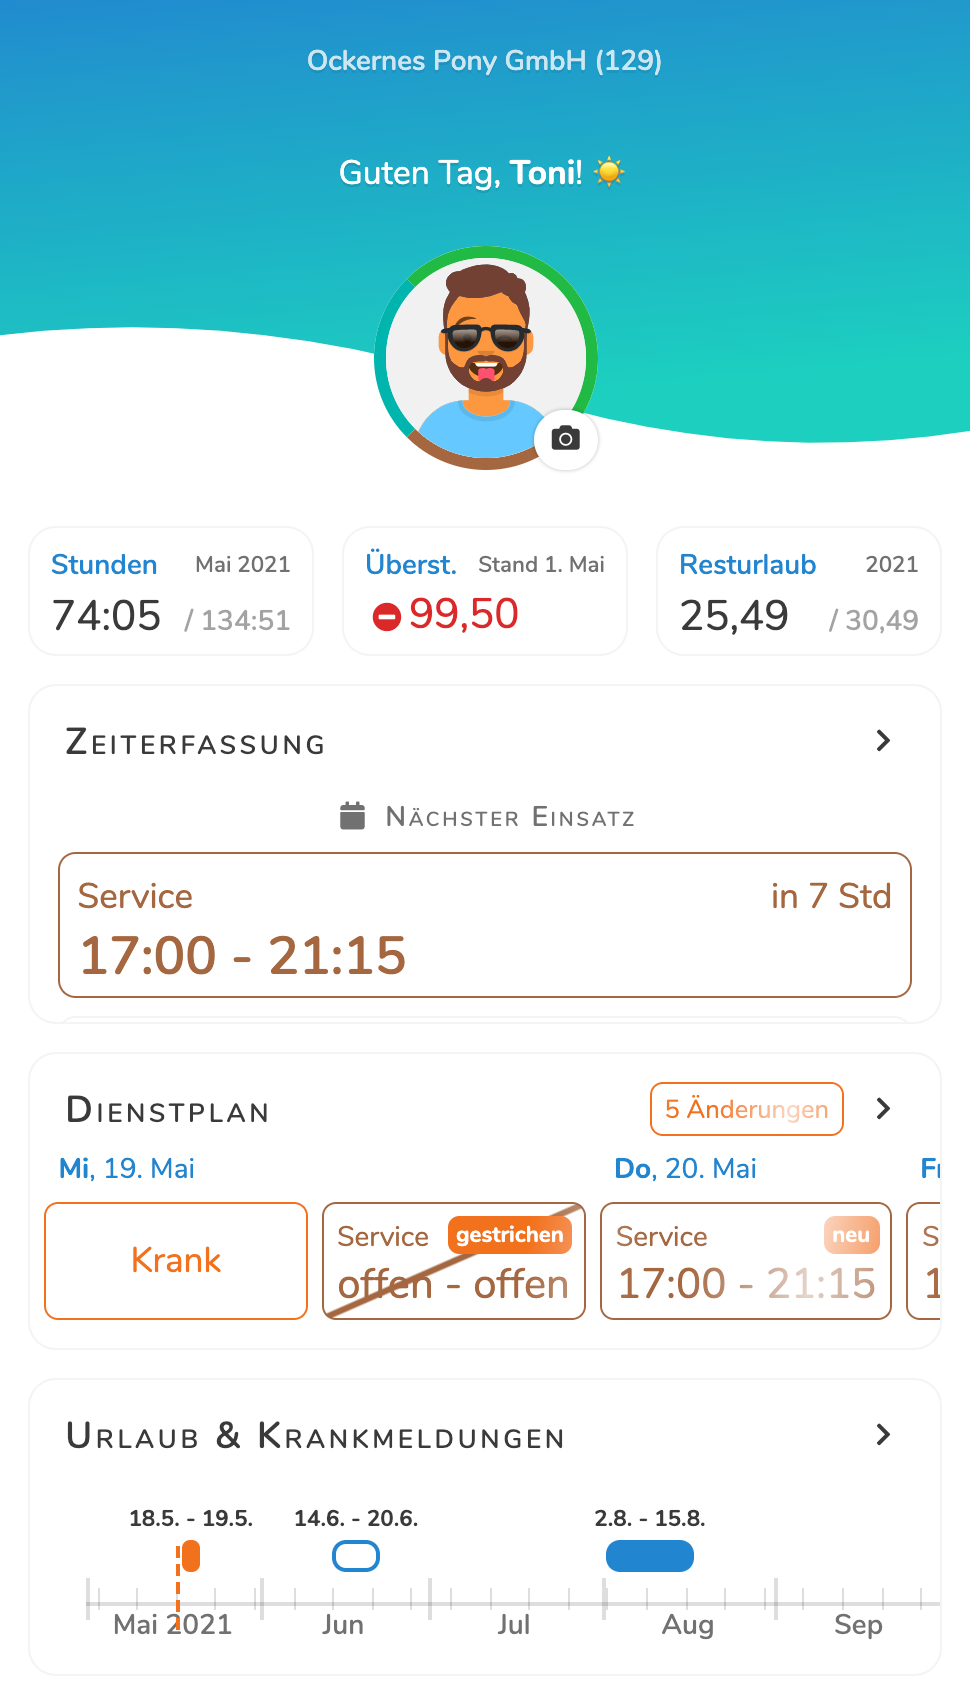 Ockernes Pony GmbH (129)
Guten Tag, Toni! ☀️
Stunden Mai 2021
74:05 / 134:51
Überst. Stand 1. Mai
99,50
Resturlaub 2021
25,49 / 30,49
Zeiterfassung
Nächster Einsatz
Service in 7 Std
17:00 - 21:15
Dienstplan 5 Änderungen
Mi, 19. Mai
Krank
Service gestrichen
offen - offen
Do, 20. Mai
Service neu
17:00 - 21:15
Fr
S
1
Urlaub & Krankmeldungen
18.5. - 19.5. 14.6. - 20.6. 2.8. - 15.8.
Mai 2021 Jun Jul Aug Sep